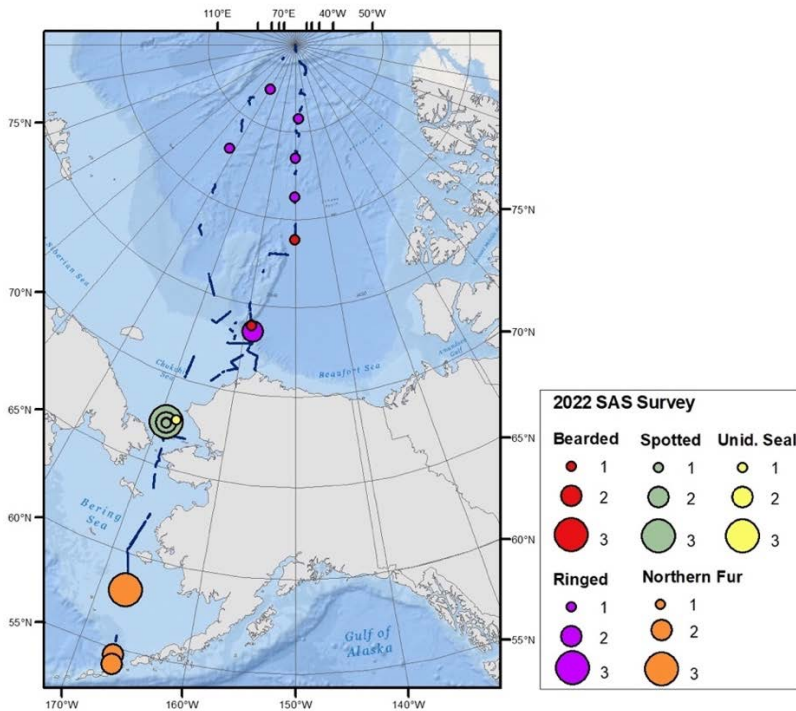 110°E 70°E 40°W 50°W
75°N
75°N
Siberian Sea
70°N
70°N
Beaufort Sea
Amundsen
Gulf
Chukchi
Sea
65°N
65°N
Bering
Sea
60°N
60°N
55°N
55°N
Gulf of
Alaska
170°W 160°W 150°W 140°W
2022 SAS Survey
Bearded Spotted Unid. Seal
1 1 1
2 2 2
3 3 3
Ringed Northern Fur
1 1
2 2
3 3